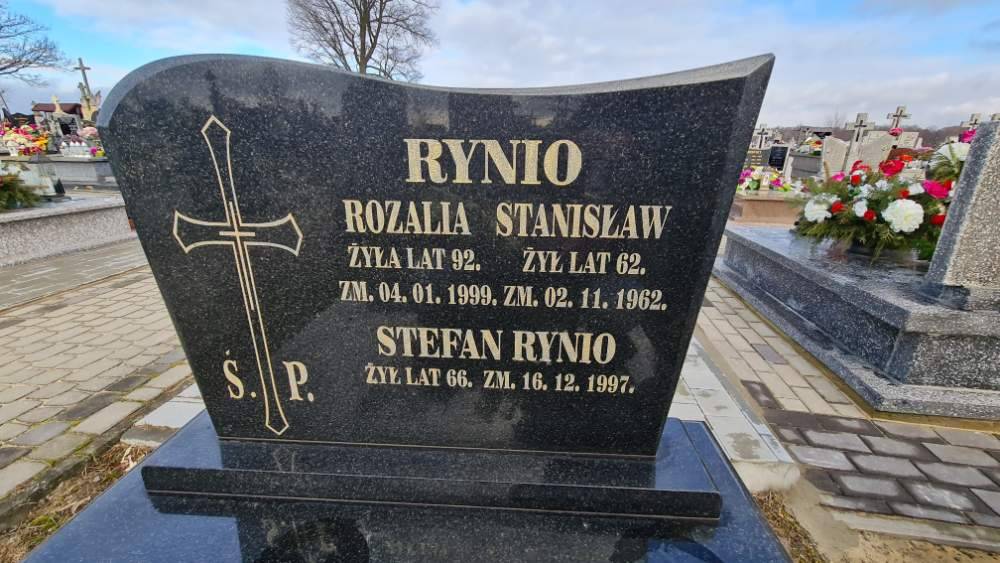 RYNIO
ROZALIA STANISŁAW
ŻYŁA LAT 92. ŻYŁ LAT 62.
ZM. 04. 01. 1999. ZM. 02. 11. 1962.
STEFAN RYNIO
ŻYŁ LAT 66. ZM. 16. 12. 1997.
Ś. P.